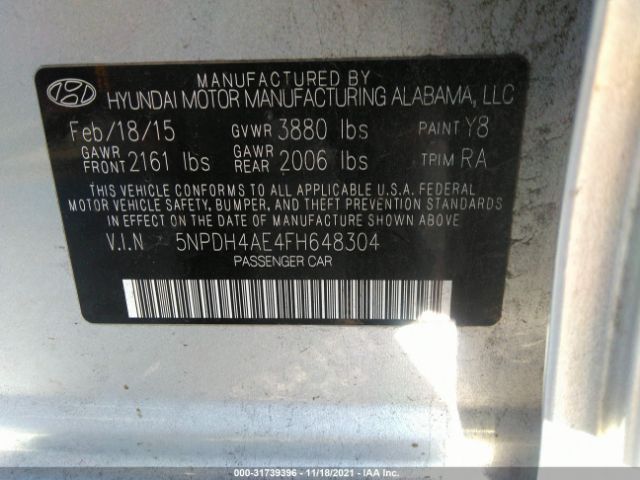 MANUFACTURED BY
HYUNDAI MOTOR MANUFACTURING ALABAMA, LLC
Feb/18/15 GVWR 3880 lbs PAINT Y8
GAWR FRONT 2161 lbs GAWR REAR 2006 lbs TRIM RA
THIS VEHICLE CONFORMS TO ALL APPLICABLE U.S.A. FEDERAL
MOTOR VEHICLE SAFETY, BUMPER, AND THEFT PREVENTION STANDARDS
IN EFFECT ON THE DATE OF MANUFACTURE SHOWN ABOVE.
V.I.N 5NPDH4AE4FH648304
PASSENGER CAR
000-31739396 - 11/18/2021 - IAA Inc.